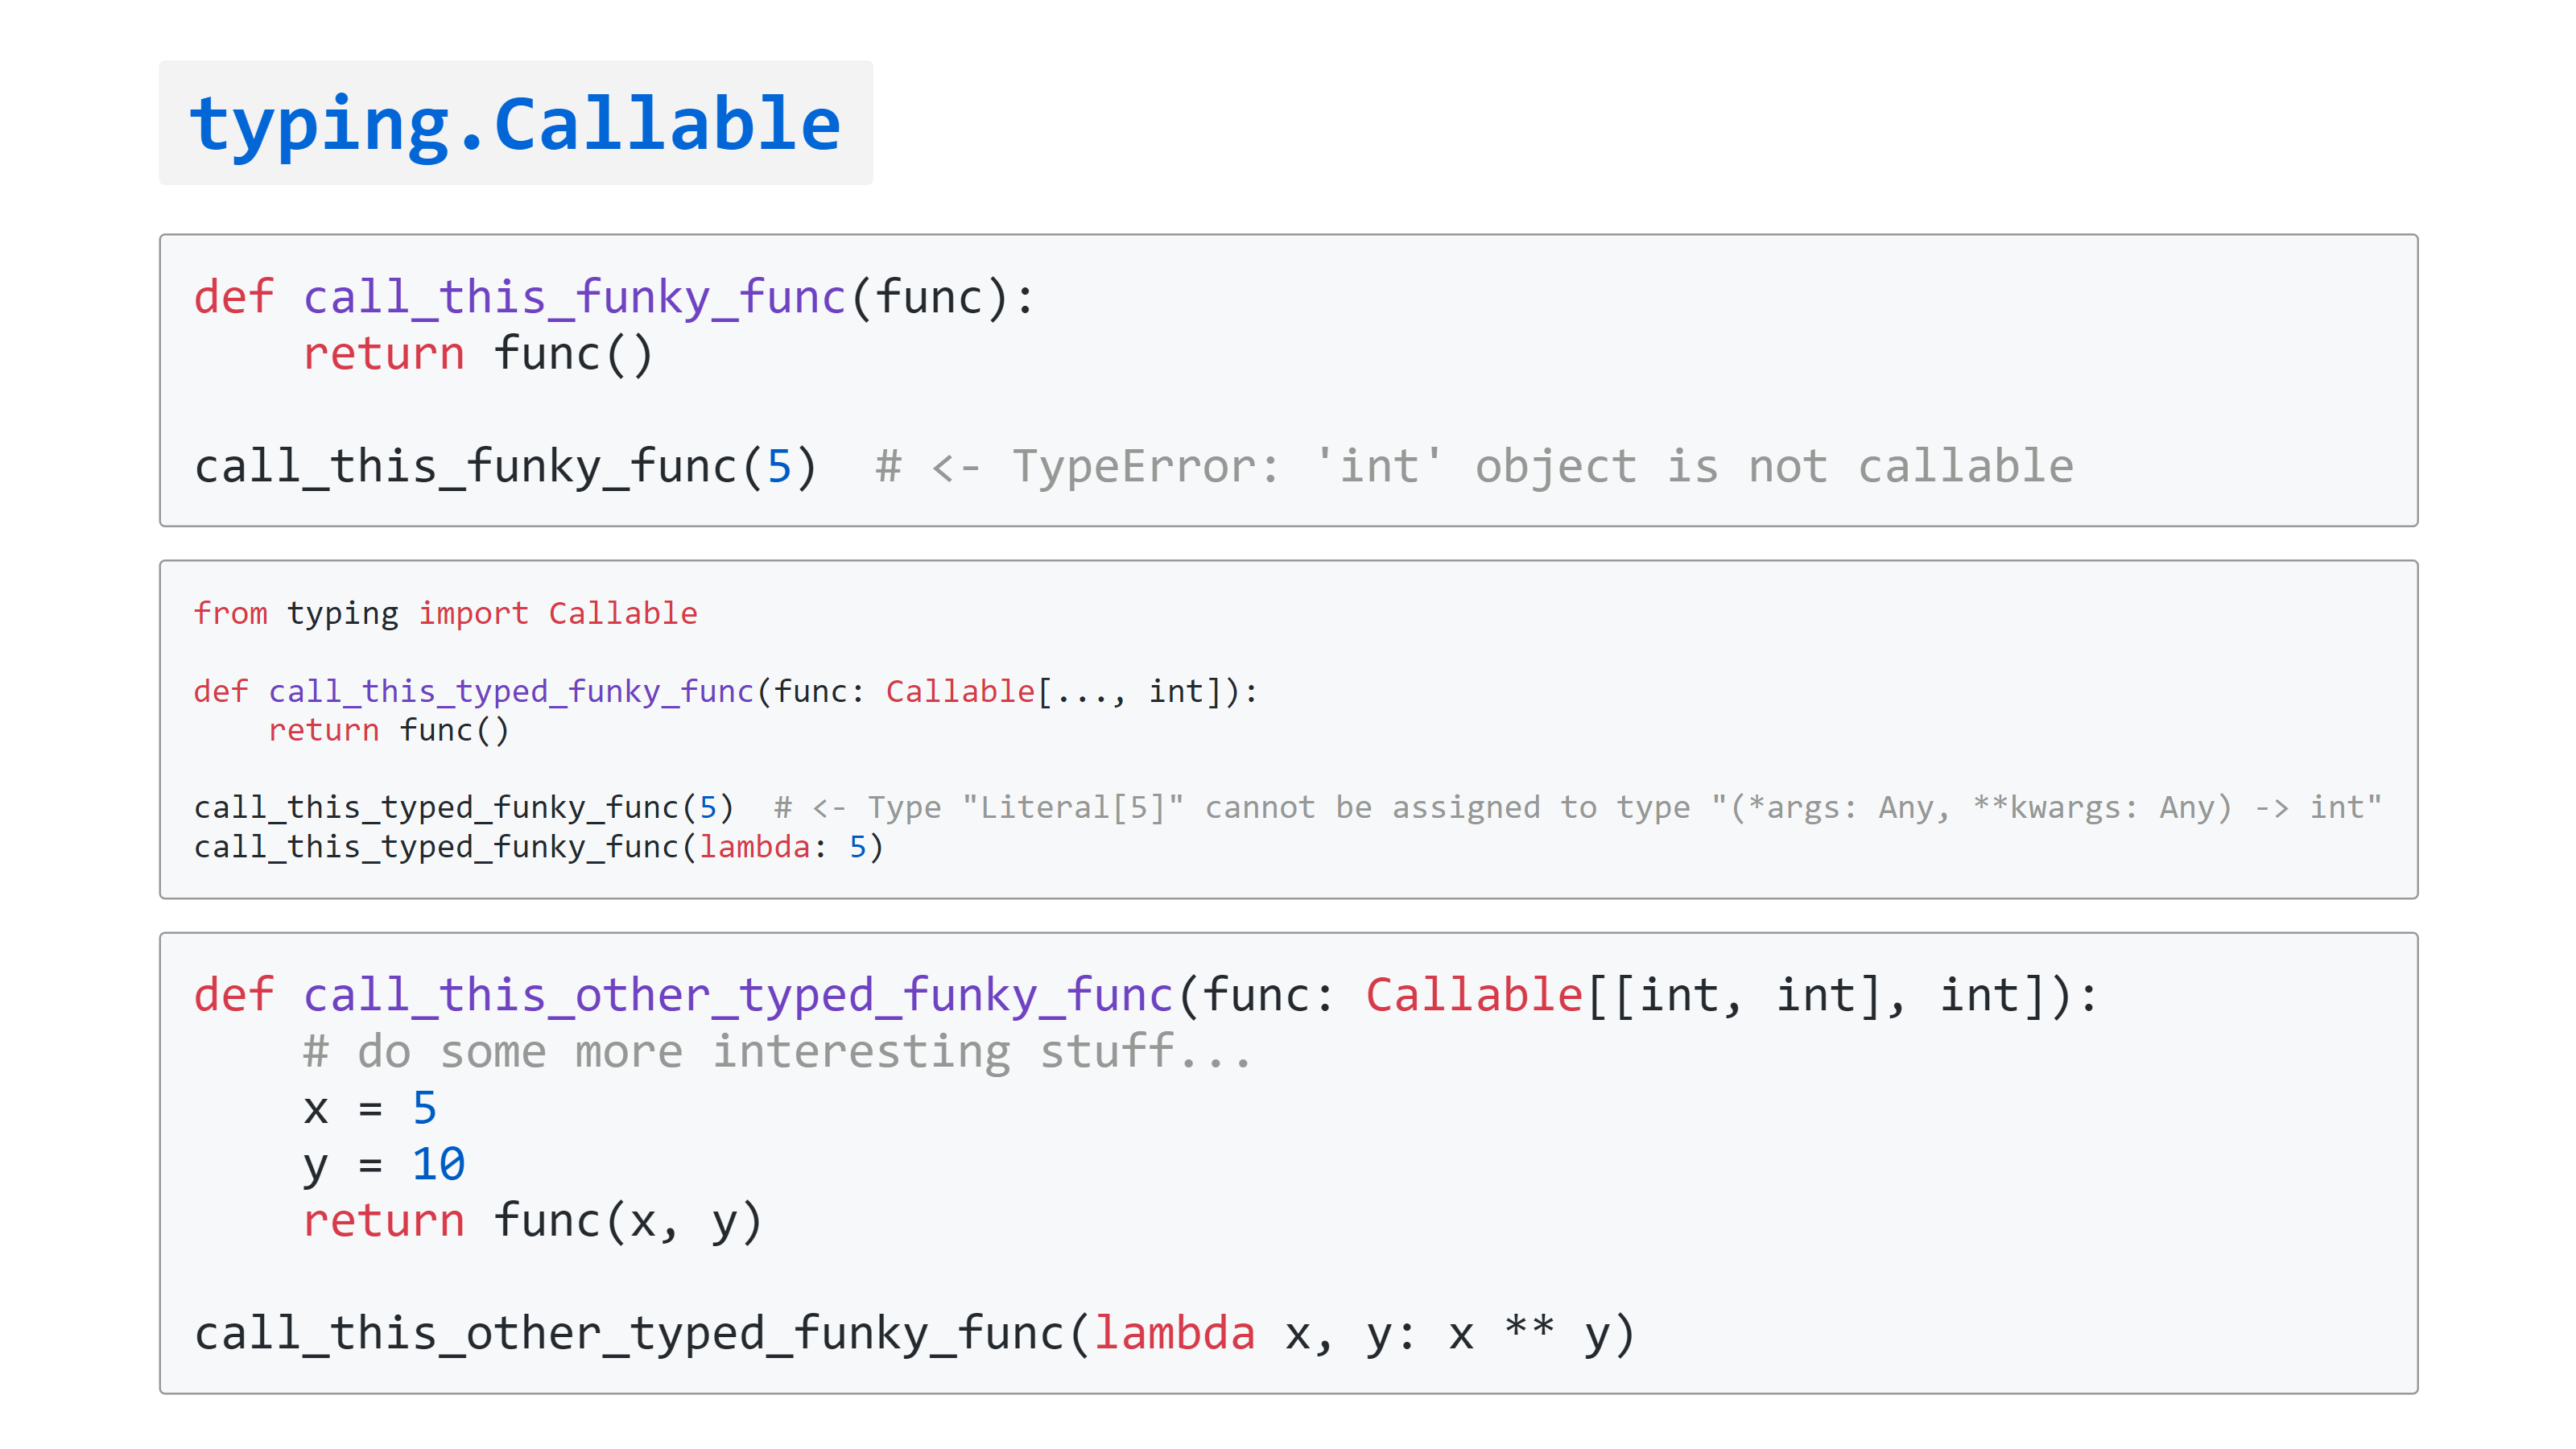 typing.Callable
def call_this_funky_func(func):
    return func()
call_this_funky_func(5)  # <- TypeError: 'int' object is not callable
from typing import Callable
def call_this_typed_funky_func(func: Callable[..., int]):
    return func()
call_this_typed_funky_func(5)  # <- Type "Literal[5]" cannot be assigned to type "(*args: Any, **kwargs: Any) -> int"
call_this_typed_funky_func(lambda: 5)
def call_this_other_typed_funky_func(func: Callable[[int, int], int]):
    # do some more interesting stuff...
    x = 5
    y = 10
    return func(x, y)
call_this_other_typed_funky_func(lambda x, y: x ** y)